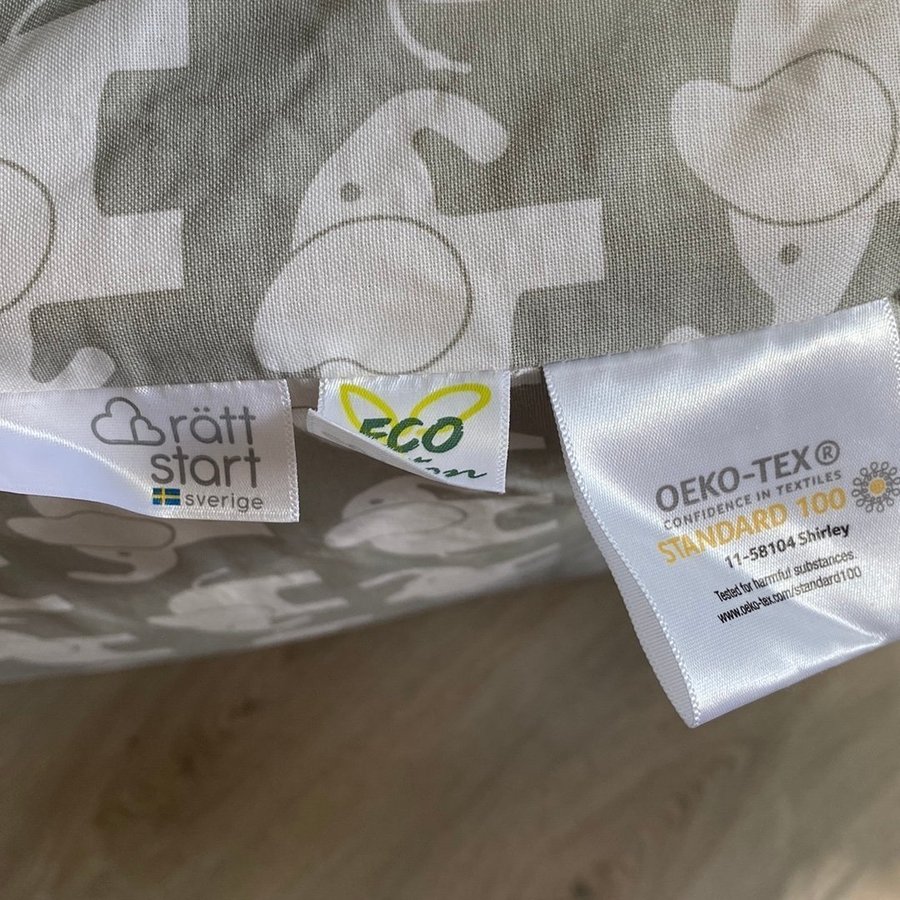 rätt
start
sverige
ECO
OEKO-TEX®
CONFIDENCE IN TEXTILES
STANDARD 100
11-58104 Shirley
Tested for harmful substances.
www.oeko-tex.com/standard100